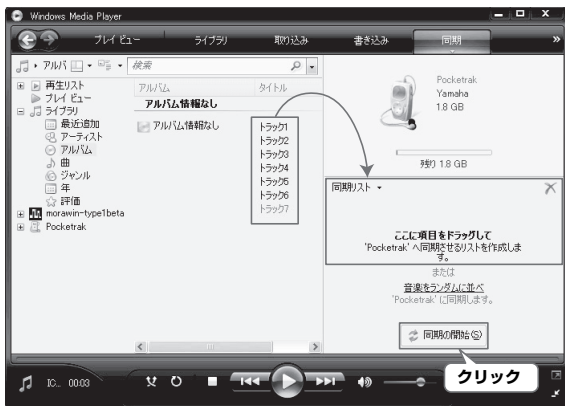 Windows Media Player
プレイ ビュー
ライブラリ
取り込み
書き込み
同期
»
アルバ
検索
再生リスト
プレイ ビュー
ライブラリ
最近追加
アーティスト
アルバム
曲
ジャンル
年
評価
morawin-type1beta
Pocketrak
アルバム
タイトル
アルバム情報なし
アルバム情報なし
トラック1
トラック2
トラック3
トラック4
トラック5
トラック6
トラック7
Pocketrak
Yamaha
1.8 GB
残り 1.8 GB
同期リスト
ここに項目をドラッグして
'Pocketrak' へ同期させるリストを作成しま
す。
または
音楽をランダムに並べ
'Pocketrak' に同期します。
同期の開始(S)
クリック
IC... 00:03